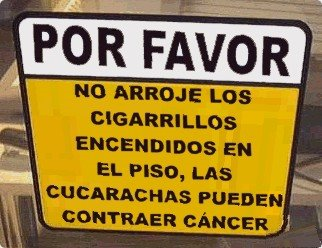 POR FAVOR
NO ARROJE LOS
CIGARRILLOS
ENCENDIDOS EN
EL PISO, LAS
CUCARACHAS PUEDEN
CONTRAER CÁNCER